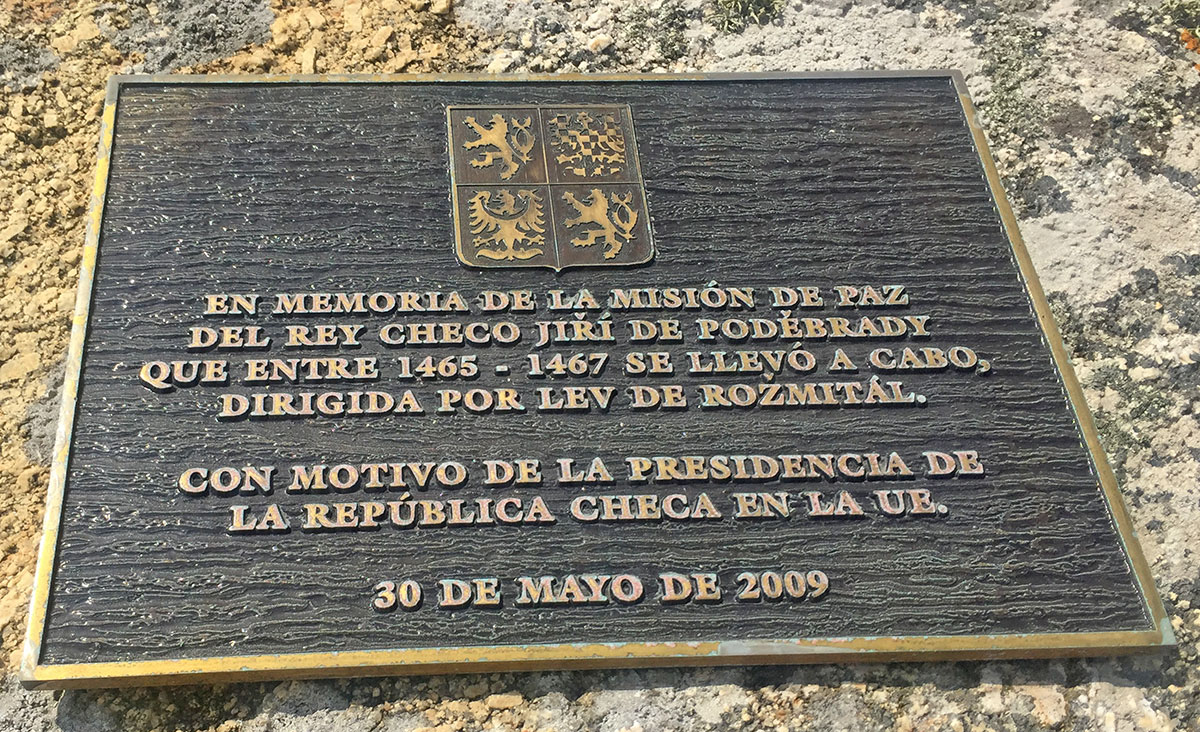 EN MEMORIA DE LA MISIÓN DE PAZ
DEL REY CHECO JIŘÍ DE PODĚBRADY
QUE ENTRE 1465 - 1467 SE LLEVÓ A CABO,
DIRIGIDA POR LEV DE ROŽMITÁL.
CON MOTIVO DE LA PRESIDENCIA DE
LA REPÚBLICA CHECA EN LA UE.
30 DE MAYO DE 2009